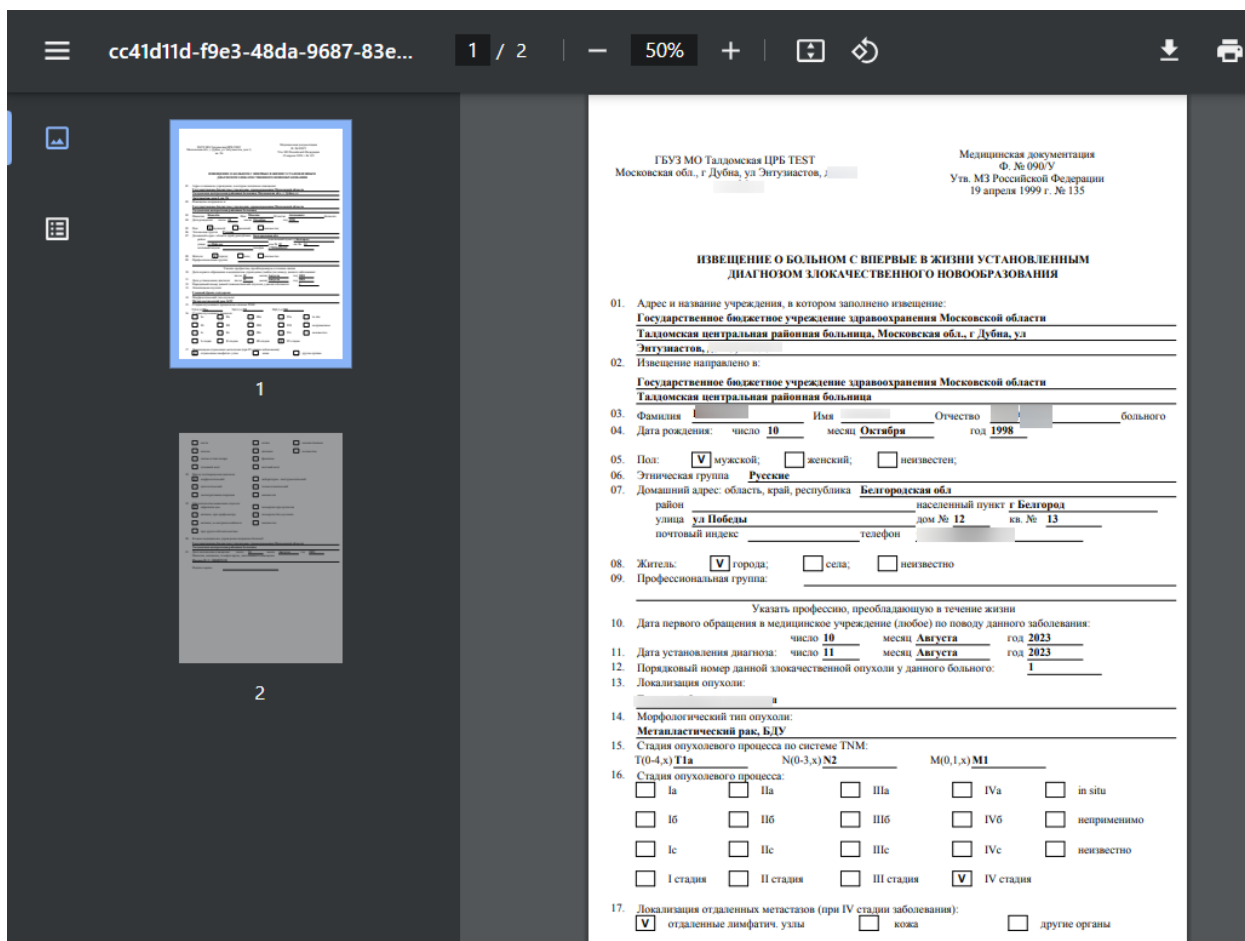 cc41d11d-f9e3-48da-9687-83e...
1 / 2
50%
1
2
ГБУЗ МО Талдомская ЦРБ TEST
Московская обл., г Дубна, ул Энтузиастов,
Медицинская документация
Ф. № 090/У
Утв. МЗ Российской Федерации
19 апреля 1999 г. № 135
ИЗВЕЩЕНИЕ О БОЛЬНОМ С ВПЕРВЫЕ В ЖИЗНИ УСТАНОВЛЕННЫМ
ДИАГНОЗОМ ЗЛОКАЧЕСТВЕННОГО НОВООБРАЗОВАНИЯ
01. Адрес и название учреждения, в котором заполнено извещение:
Государственное бюджетное учреждение здравоохранения Московской области
Талдомская центральная районная больница, Московская обл., г Дубна, ул
Энтузиастов,
02. Извещение направлено в:
Государственное бюджетное учреждение здравоохранения Московской области
Талдомская центральная районная больница
03. Фамилия Имя Отчество больного
04. Дата рождения: число 10 месяц Октября год 1998
05. Пол: V мужской; женский; неизвестен;
06. Этническая группа Русские
07. Домашний адрес: область, край, республика Белгородская обл
район населенный пункт г Белгород
улица ул Победы дом № 12 кв. № 13
почтовый индекс телефон
08. Житель: V города; села; неизвестно
09. Профессиональная группа:
Указать профессию, преобладающую в течение жизни
10. Дата первого обращения в медицинское учреждение (любое) по поводу данного заболевания:
число 10 месяц Августа год 2023
11. Дата установления диагноза: число 11 месяц Августа год 2023
12. Порядковый номер данной злокачественной опухоли у данного больного: 1
13. Локализация опухоли:
14. Морфологический тип опухоли:
Метапластический рак, БДУ
15. Стадия опухолевого процесса по системе TNM:
T(0-4,x) T1a N(0-3,x) N2 M(0,1,x) M1
16. Стадия опухолевого процесса:
Iа IIа IIIа IVа in situ
Iб IIб IIIб IVб неприменимо
Iс IIс IIIс IVс неизвестно
I стадия II стадия III стадия V IV стадия
17. Локализация отдаленных метастазов (при IV стадии заболевания):
V отдаленные лимфатич. узлы кожа другие органы